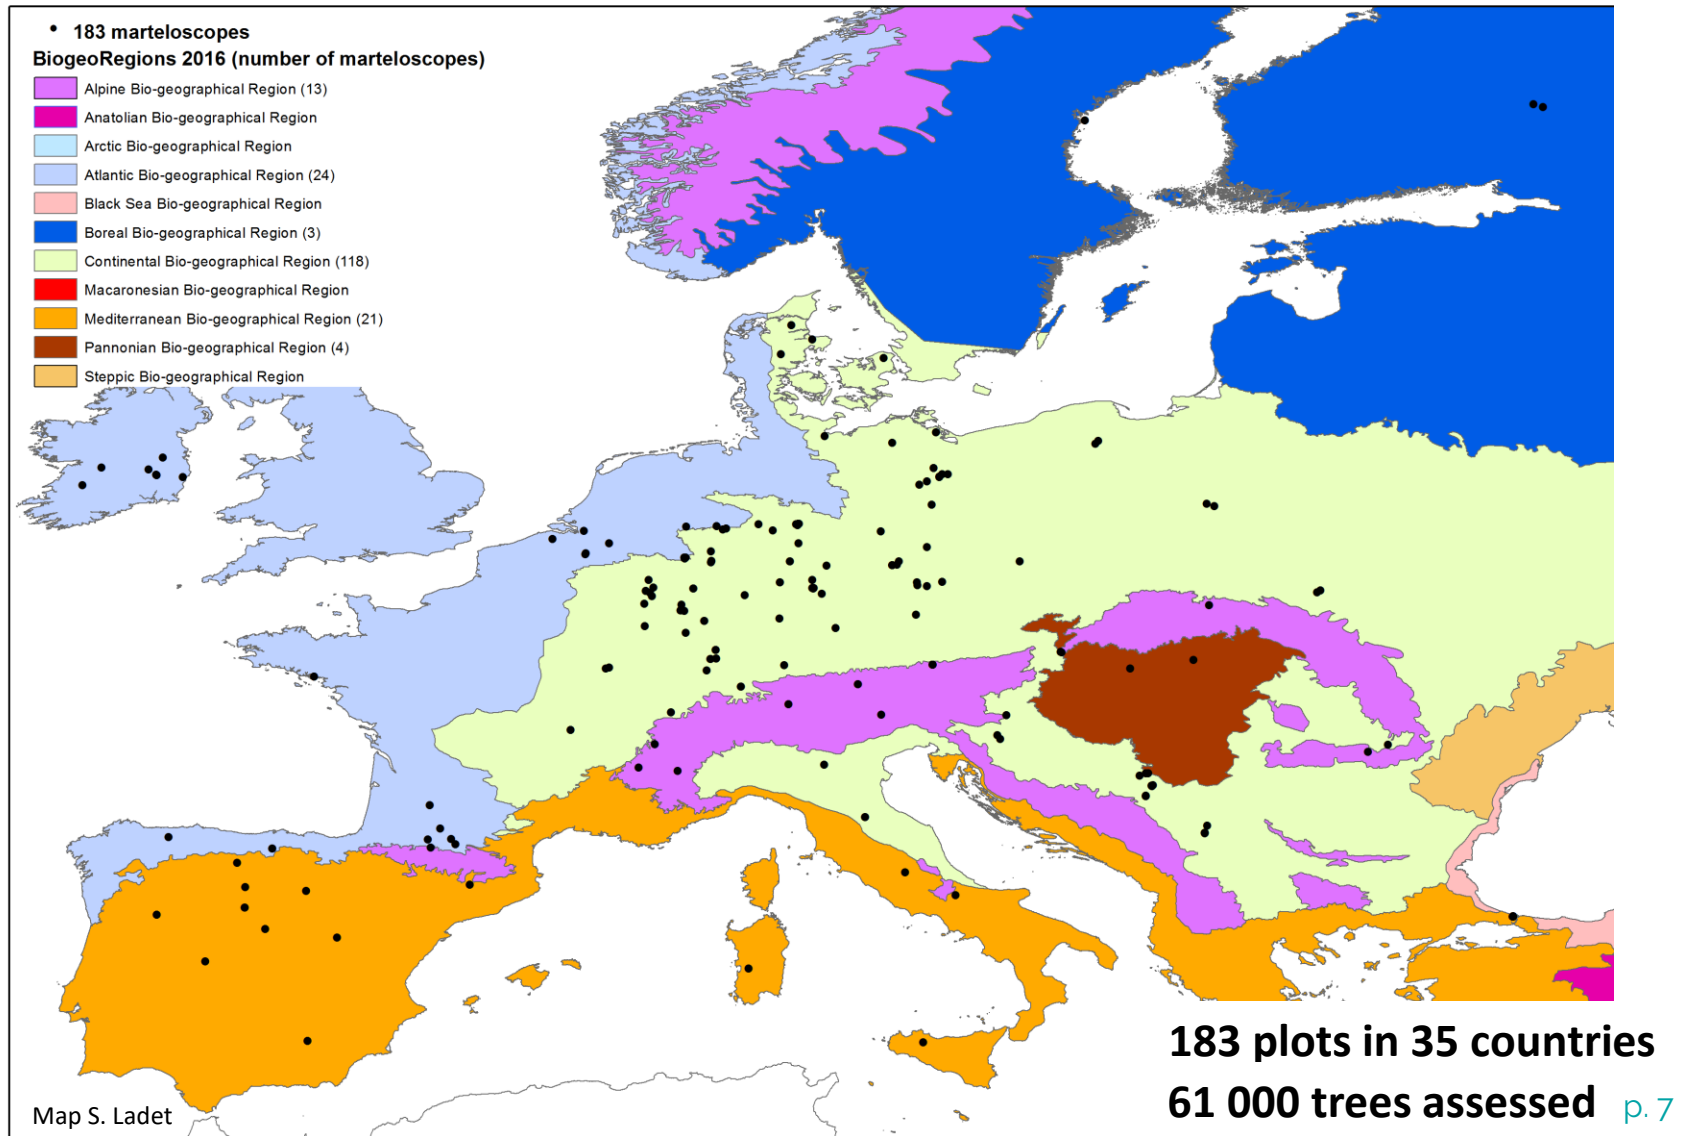 • 183 marteloscopes
BiogeoRegions 2016 (number of marteloscopes)
Alpine Bio-geographical Region (13)
Anatolian Bio-geographical Region
Arctic Bio-geographical Region
Atlantic Bio-geographical Region (24)
Black Sea Bio-geographical Region
Boreal Bio-geographical Region (3)
Continental Bio-geographical Region (118)
Macaronesian Bio-geographical Region
Mediterranean Bio-geographical Region (21)
Pannonian Bio-geographical Region (4)
Steppic Bio-geographical Region
183 plots in 35 countries
61 000 trees assessed
p. 7
Map S. Ladet